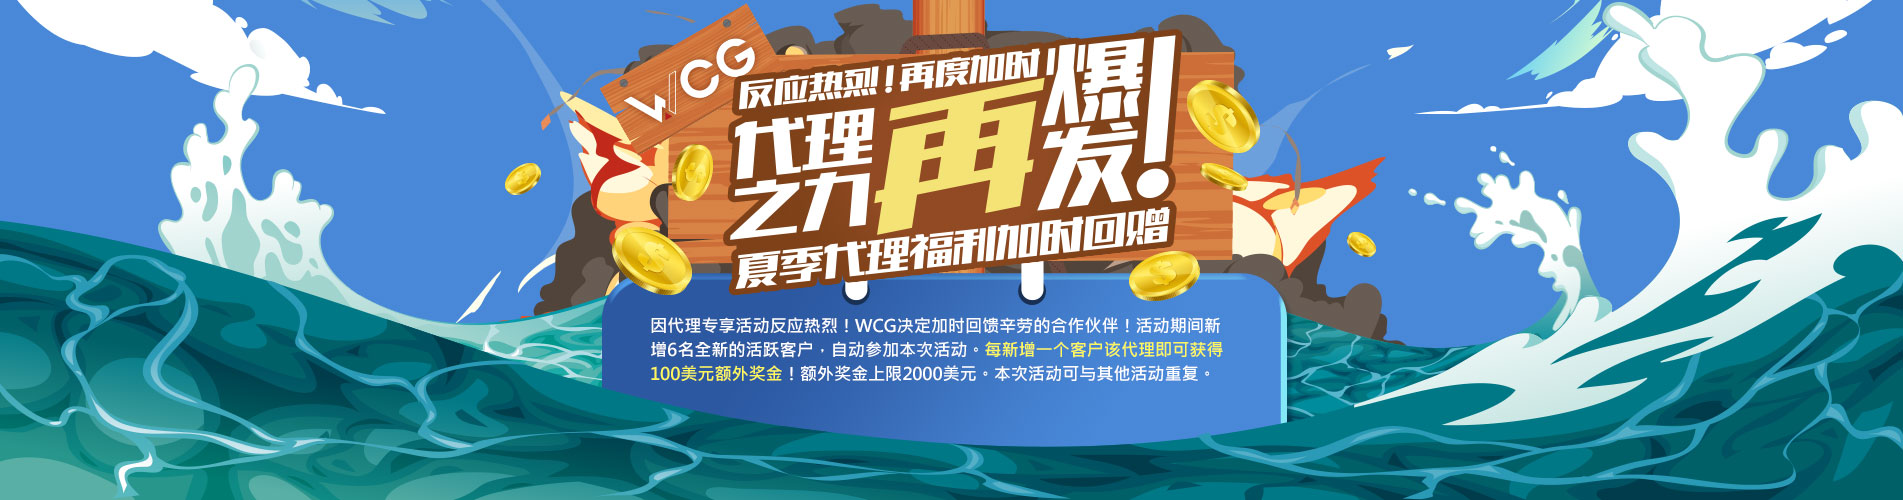 WCG
反应热烈!再度加时
代理之力再爆发!
夏季代理福利加时回赠
因代理专享活动反应热烈!WCG决定加时回馈辛劳的合作伙伴!活动期间新
增6名全新的活跃客户,自动参加本次活动。每新增一个客户该代理即可获得
100美元额外奖金!额外奖金上限2000美元。本次活动可与其他活动重复。